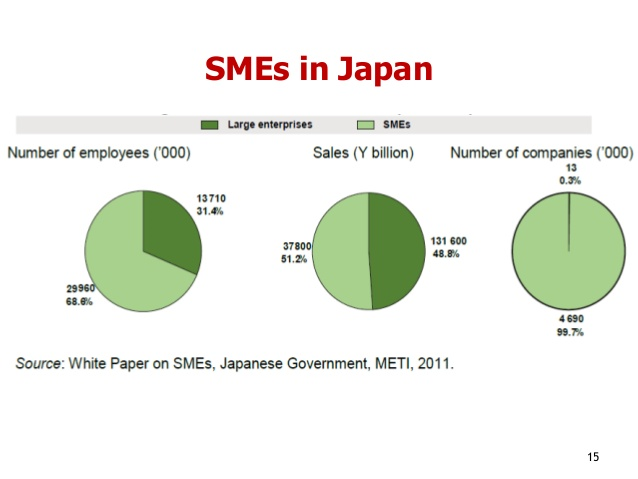 SMEs in Japan
Large enterprises SMEs
Number of employees ('000)
13 710
31.4%
29960
68.6%
Sales (Y billion)
37800
51.2%
131 600
48.8%
Number of companies ('000)
13
0.3%
4 690
99.7%
Source: White Paper on SMEs, Japanese Government, METI, 2011.
15